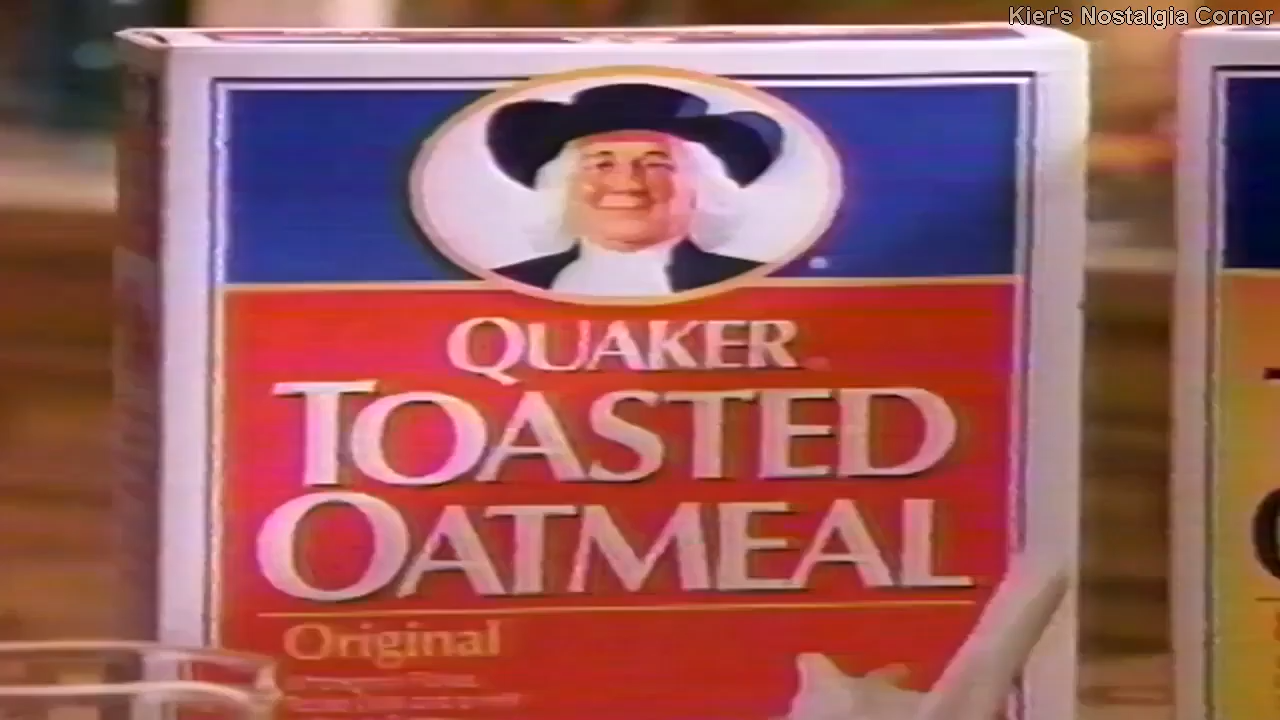 Kier's Nostalgia Corner
QUAKER
TOASTED
OATMEAL
Original